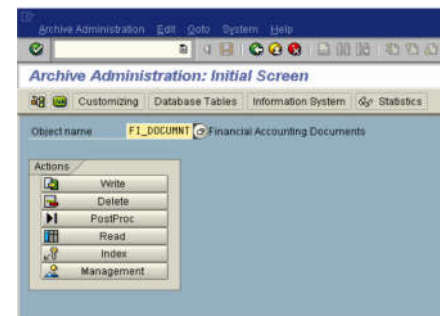 Archive Administration Edit Goto System Help
Archive Administration: Initial Screen
Customizing Database Tables Information System Statistics
Object name FI_DOCUMNT Financial Accounting Documents
Actions
Write
Delete
PostProc
Read
Index
Management